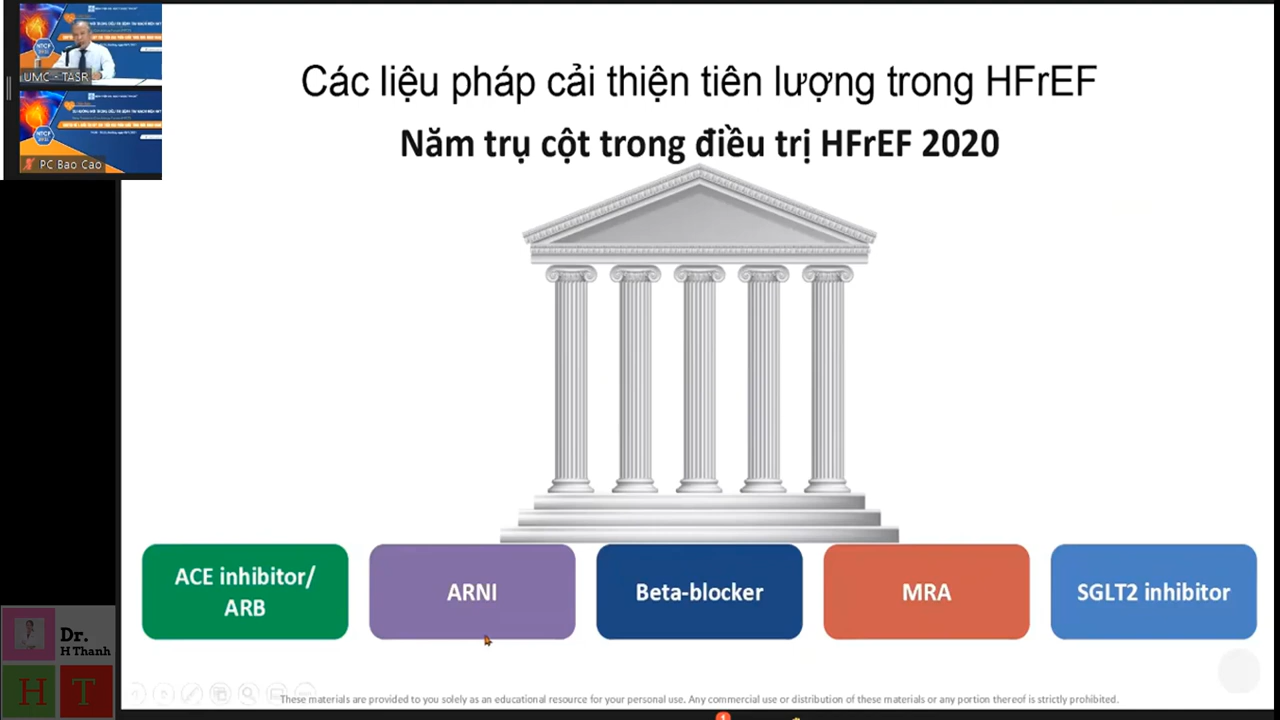 UMC - TASR
PC Bao Cao
Các liệu pháp cải thiện tiên lượng trong HFrEF
Năm trụ cột trong điều trị HFrEF 2020
ACE inhibitor/
ARB
ARNI
Beta-blocker
MRA
SGLT2 inhibitor
Dr.
H Thanh
H T
These materials are provided to you solely as an educational resource for your personal use. Any commercial use or distribution of these materials or any portion thereof is strictly prohibited.
1